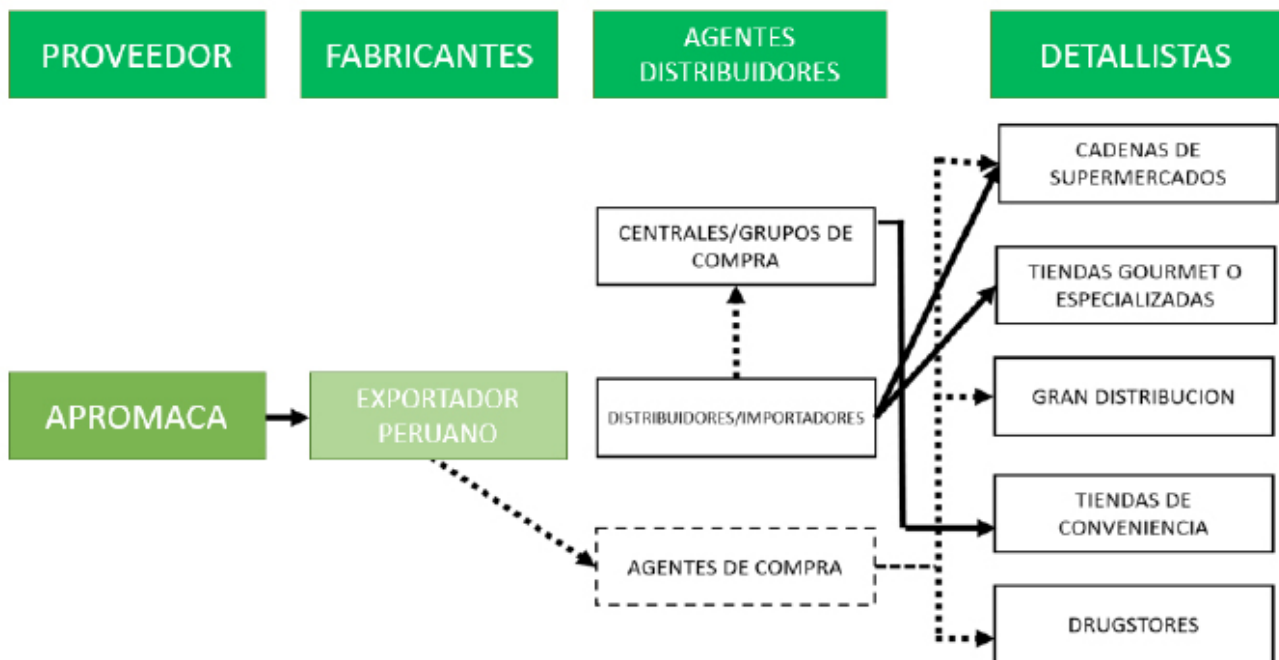 PROVEEDOR
FABRICANTES
AGENTES
DISTRIBUIDORES
DETALLISTAS
CADENAS DE
SUPERMERCADOS
CENTRALES/GRUPOS DE
COMPRA
TIENDAS GOURMET O
ESPECIALIZADAS
APROMACA
EXPORTADOR
PERUANO
DISTRIBUIDORES/IMPORTADORES
GRAN DISTRIBUCION
TIENDAS DE
CONVENIENCIA
AGENTES DE COMPRA
DRUGSTORES